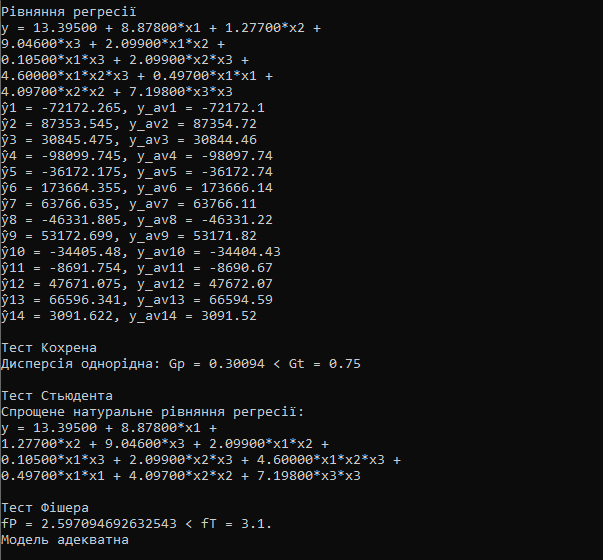 Рівняння регресії
y = 13.39500 + 8.87800*x1 + 1.27700*x2 +
9.04600*x3 + 2.09900*x1*x2 +
0.10500*x1*x3 + 2.09900*x2*x3 +
4.60000*x1*x2*x3 + 0.49700*x1*x1 +
4.09700*x2*x2 + 7.19800*x3*x3
ŷ1 = -72172.265, y_av1 = -72172.1
ŷ2 = 87353.545, y_av2 = 87354.72
ŷ3 = 30845.475, y_av3 = 30844.46
ŷ4 = -98099.745, y_av4 = -98097.74
ŷ5 = -36172.175, y_av5 = -36172.74
ŷ6 = 173664.355, y_av6 = 173666.14
ŷ7 = 63766.635, y_av7 = 63766.11
ŷ8 = -46331.805, y_av8 = -46331.22
ŷ9 = 53172.699, y_av9 = 53171.82
ŷ10 = -34405.48, y_av10 = -34404.43
ŷ11 = -8691.754, y_av11 = -8690.67
ŷ12 = 47671.075, y_av12 = 47672.07
ŷ13 = 66596.341, y_av13 = 66594.59
ŷ14 = 3091.622, y_av14 = 3091.52
Тест Кохрена
Дисперсія однорідна: Gp = 0.30094 < Gt = 0.75
Тест Стьюдента
Спрощене натуральне рівняння регресії:
y = 13.39500 + 8.87800*x1 +
1.27700*x2 + 9.04600*x3 + 2.09900*x1*x2 +
0.10500*x1*x3 + 2.09900*x2*x3 + 4.60000*x1*x2*x3 +
0.49700*x1*x1 + 4.09700*x2*x2 + 7.19800*x3*x3
Тест Фішера
fP = 2.597094692632543 < fT = 3.1.
Модель адекватна